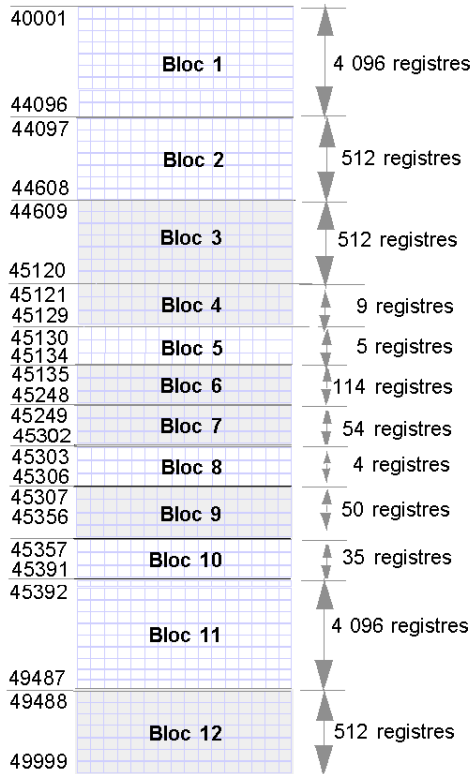 40001
Bloc 1
4 096 registres
44096
44097
Bloc 2
512 registres
44608
44609
Bloc 3
512 registres
45120
45121
Bloc 4
9 registres
45129
45130
Bloc 5
5 registres
45134
45135
Bloc 6
114 registres
45248
45249
Bloc 7
54 registres
45302
45303
Bloc 8
4 registres
45306
45307
Bloc 9
50 registres
45356
45357
Bloc 10
35 registres
45391
45392
Bloc 11
4 096 registres
49487
49488
Bloc 12
512 registres
49999